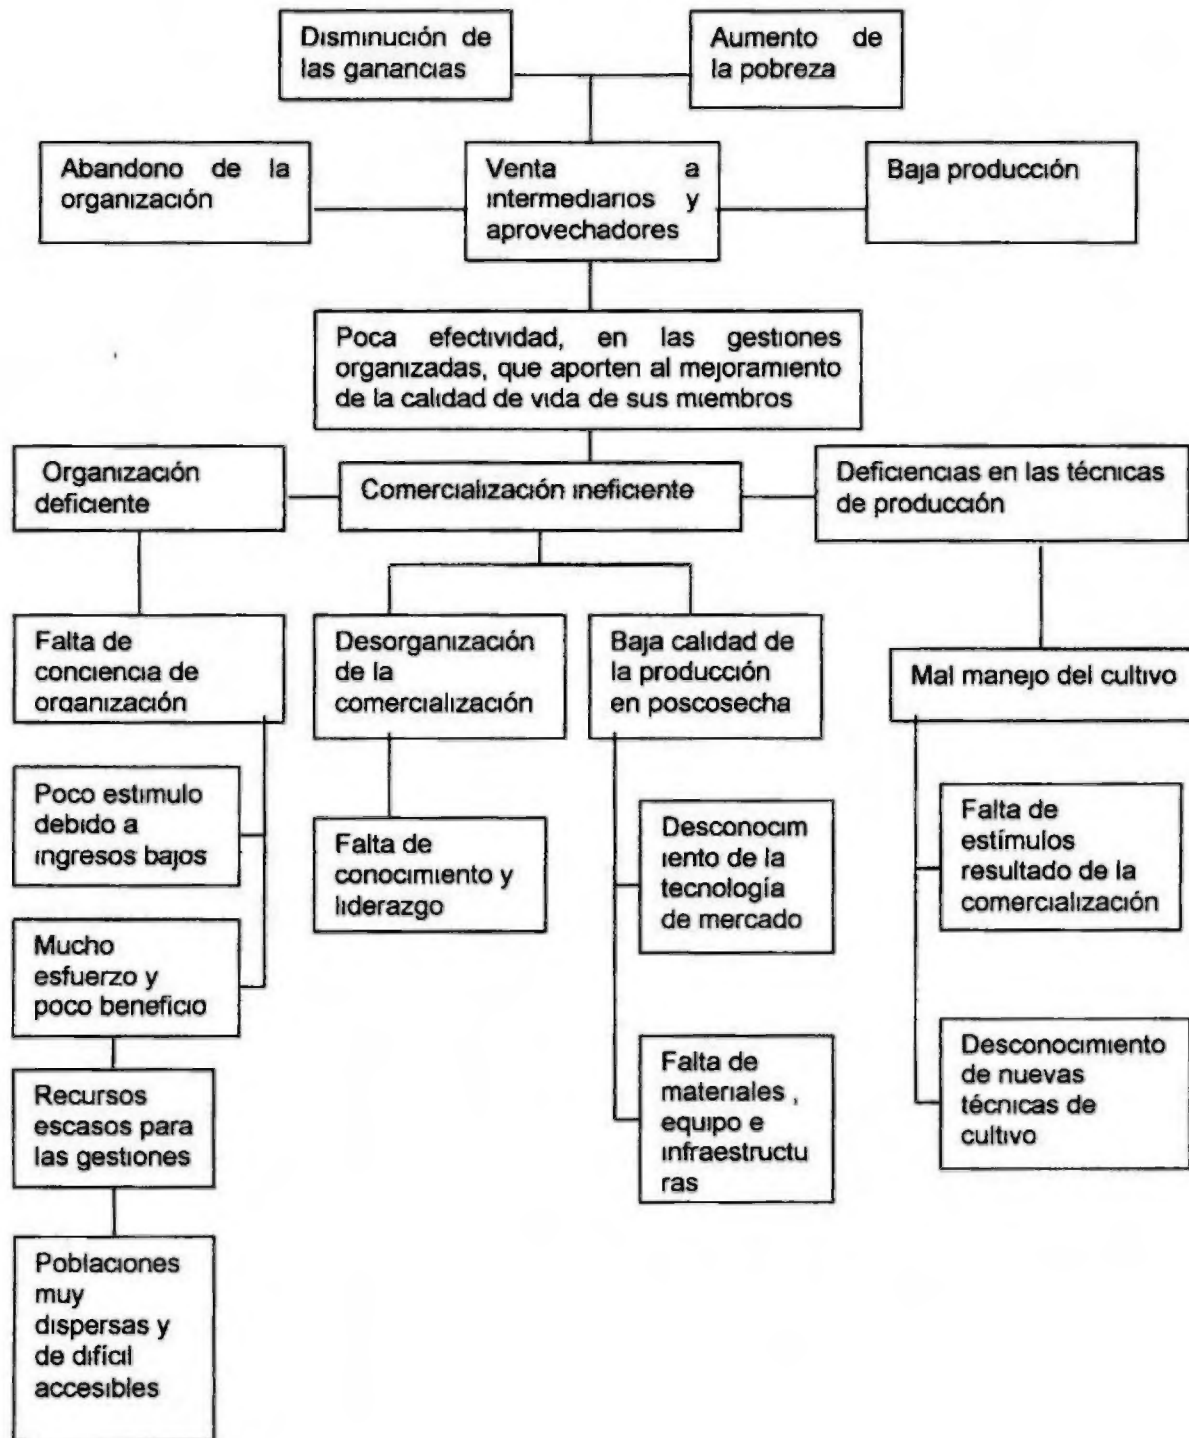 Disminución de
las ganancias
Aumento de
la pobreza
Abandono de la
organización
Venta a
intermediarios y
aprovechadores
Baja producción
Poca efectividad, en las gestiones
organizadas, que aporten al mejoramiento
de la calidad de vida de sus miembros
Organización
deficiente
Comercialización ineficiente
Deficiencias en las técnicas
de producción
Falta de
conciencia de
organización
Desorganización
de la
comercialización
Baja calidad de
la producción
en poscosecha
Mal manejo del cultivo
Poco estimulo
debido a
ingresos bajos
Falta de
conocimiento y
liderazgo
Desconocim
iento de la
tecnología
de mercado
Falta de
estímulos
resultado de la
comercialización
Mucho
esfuerzo y
poco beneficio
Recursos
escasos para
las gestiones
Falta de
materiales ,
equipo e
infraestructu
ras
Desconocimiento
de nuevas
técnicas de
cultivo
Poblaciones
muy
dispersas y
de difícil
accesibles